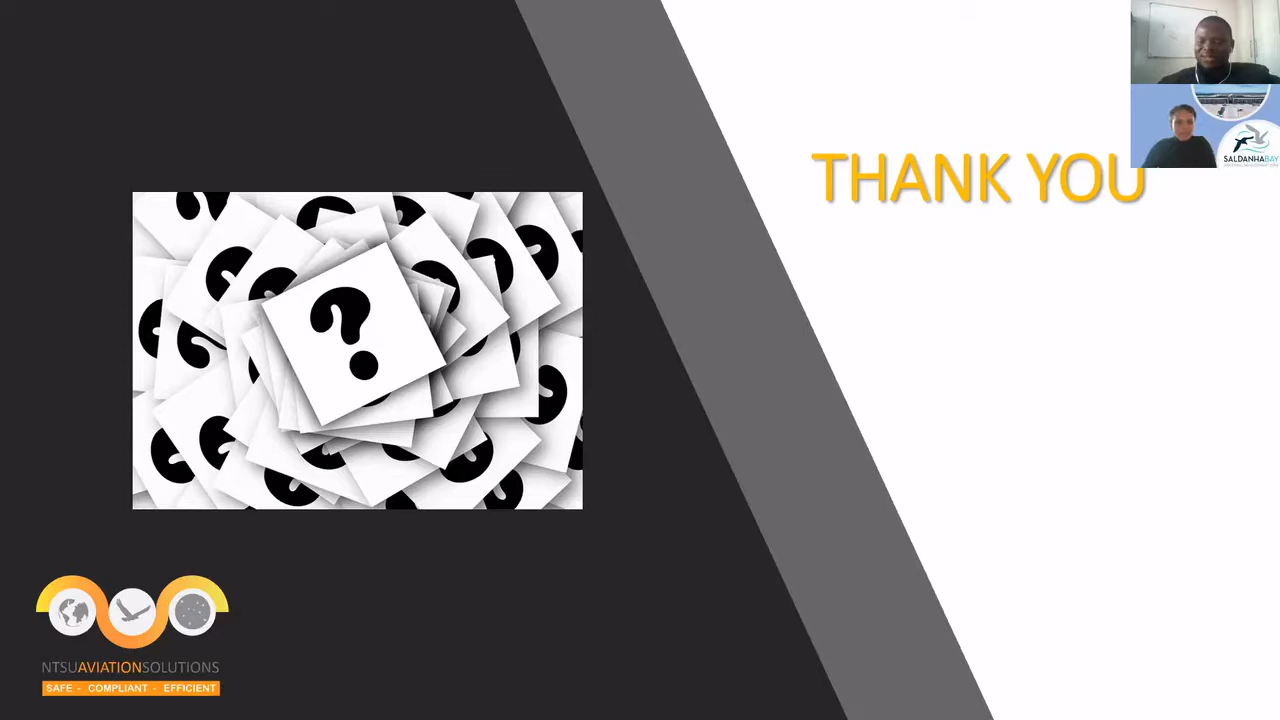 THANK YOU
SALDANHABAY
?
NTSUAVIATIONSOLUTIONS
SAFE - COMPLIANT - EFFICIENT